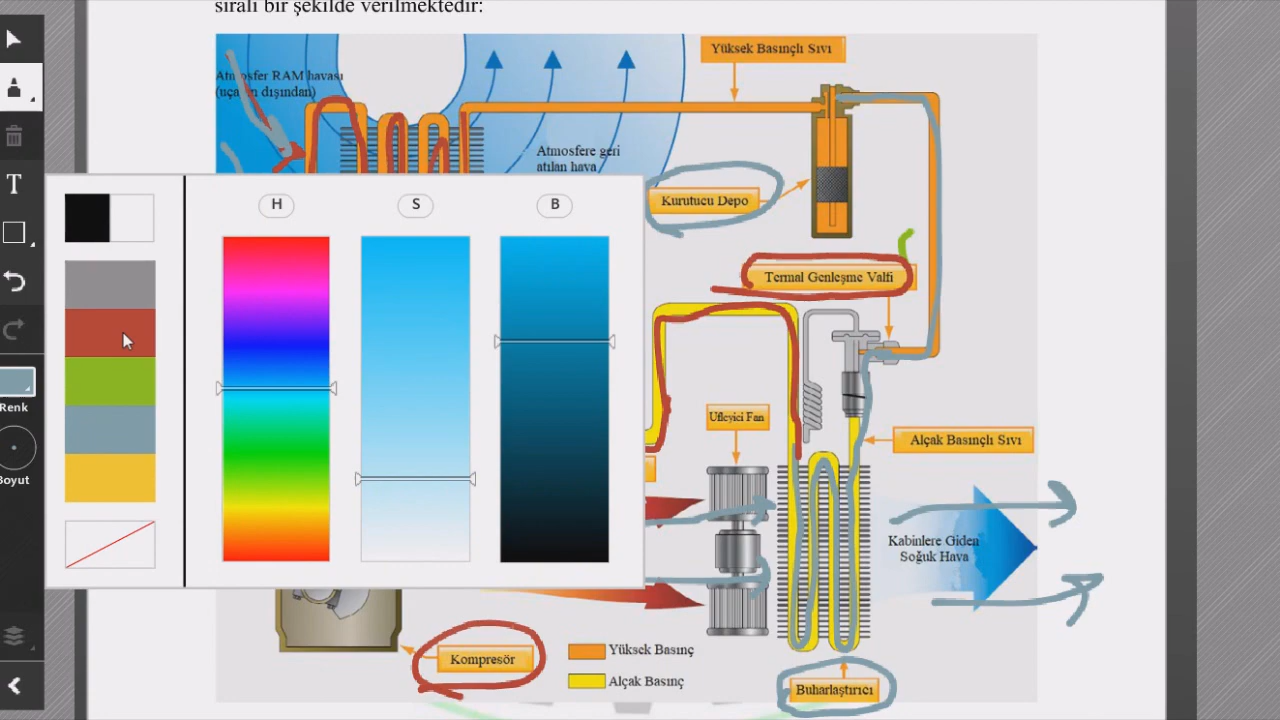 sıralı bir şekilde verilmektedir:
Yüksek Basınçlı Sıvı
Atmosfer RAM havası
(uçağın dışından)
Atmosfere geri
atılan hava
T
H
S
B
Kurutucu Depo
Termal Genleşme Valfi
Renk
Üfleyici Fan
Alçak Basınçlı Sıvı
Boyut
Kabinlere Giden
Soğuk Hava
Kompresör
Yüksek Basınç
Alçak Basınç
Buharlaştırıcı